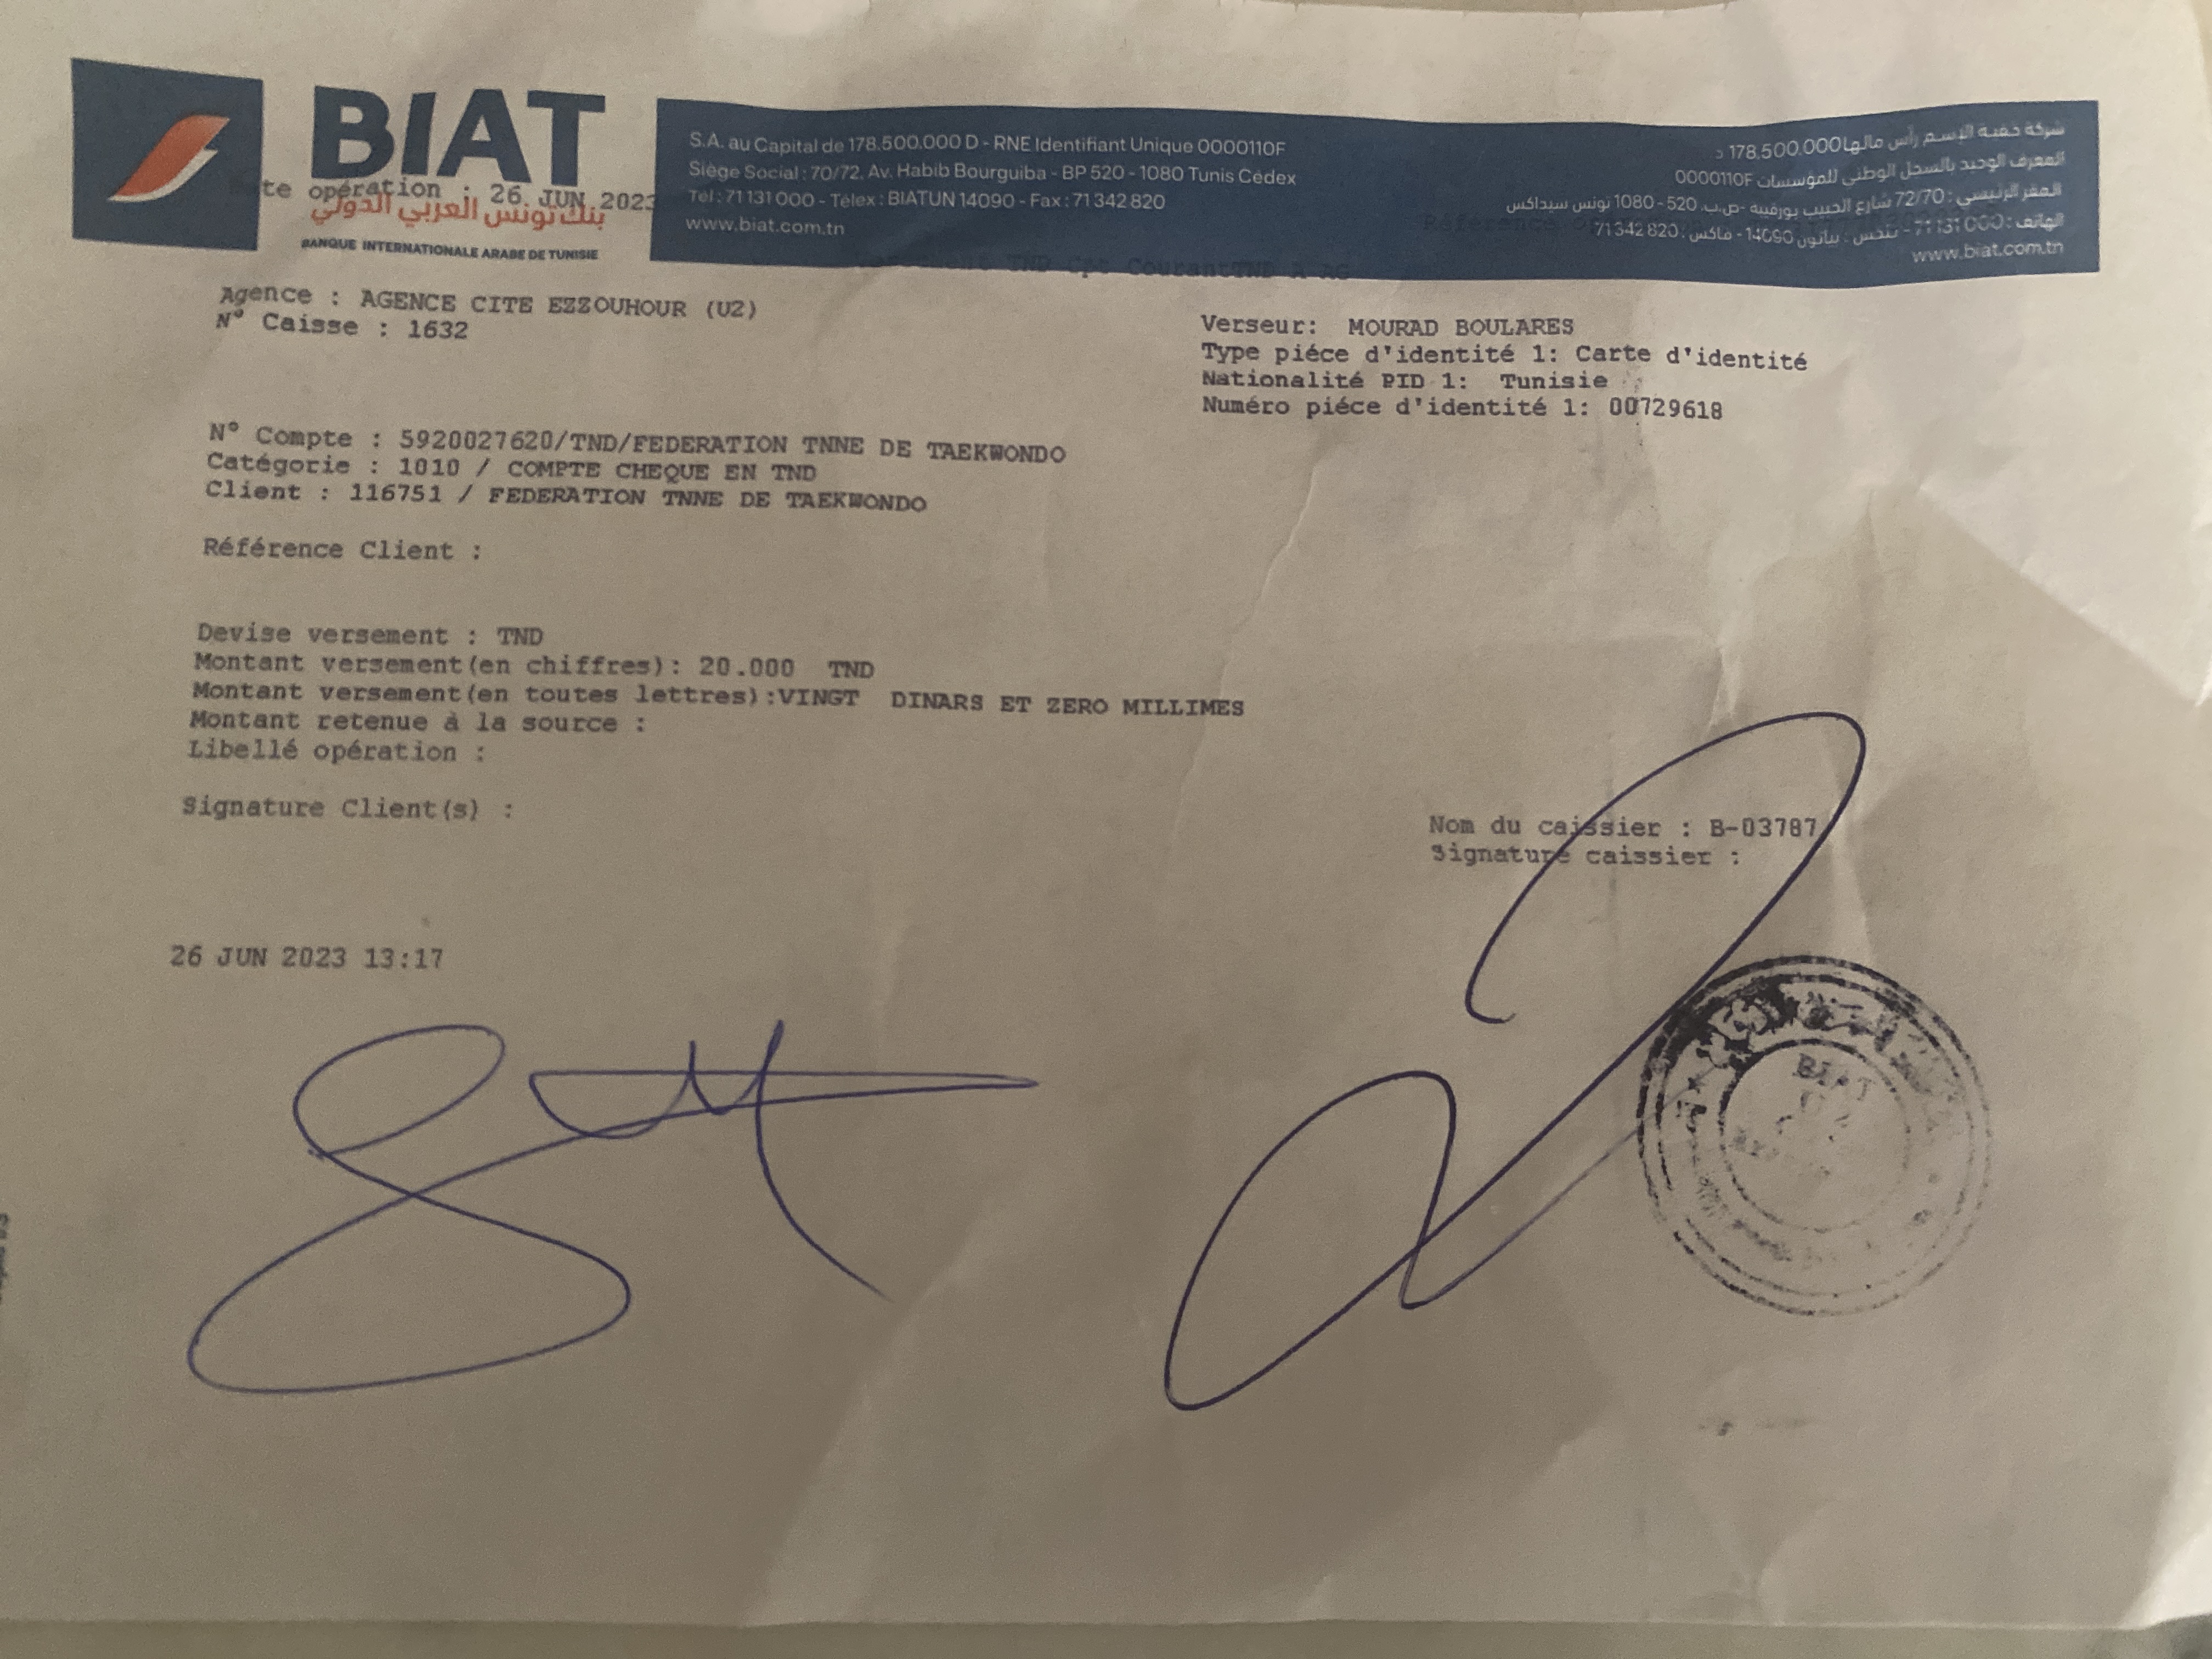 BIAT
بنك تونس العربي الدولي
BANQUE INTERNATIONALE ARABE DE TUNISIE
S.A. au Capital de 178.500.000 D - RNE Identifiant Unique 0000110F
Siège Social : 70/72, Av. Habib Bourguiba - BP 520 - 1080 Tunis Cédex
Tél : 71 131 000 - Télex : BIATUN 14090 - Fax : 71 342 820
www.biat.com.tn
شركة خفية الإسم رأس مالها 178.500.000 د
المعرف الوحيد بالسجل الوطني للمؤسسات 0000110F
المقر الرئيسي : 72/70 شارع الحبيب بورقيبة -ص.ب. 520 - 1080 تونس سيداكس
الهاتف : 71 131 000 - تلكس : بياتون 14090 - فاكس : 71 342 820
www.biat.com.tn
te opération : 26 JUN 2023
Référence
TND Cpt CourantTND
Agence : AGENCE CITE EZZOUHOUR (U2)
N° Caisse : 1632
Verseur: MOURAD BOULARES
Type piéce d'identité 1: Carte d'identité
Nationalité PID 1: Tunisie
Numéro piéce d'identité 1: 00729618
N° Compte : 5920027620/TND/FEDERATION TNNE DE TAEKWONDO
Catégorie : 1010 / COMPTE CHEQUE EN TND
Client : 116751 / FEDERATION TNNE DE TAEKWONDO
Référence Client :
Devise versement : TND
Montant versement(en chiffres): 20.000 TND
Montant versement(en toutes lettres):VINGT DINARS ET ZERO MILLIMES
Montant retenue à la source :
Libellé opération :
Signature Client(s) :
Nom du caissier : B-03787
Signature caissier :
26 JUN 2023 13:17
BIAT